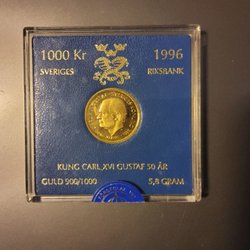 1000 Kr 1996
SVERIGES RIKSBANK
KUNG CARL XVI GUSTAF 50 ÅR
GULD 900/1000 5,8 GRAM